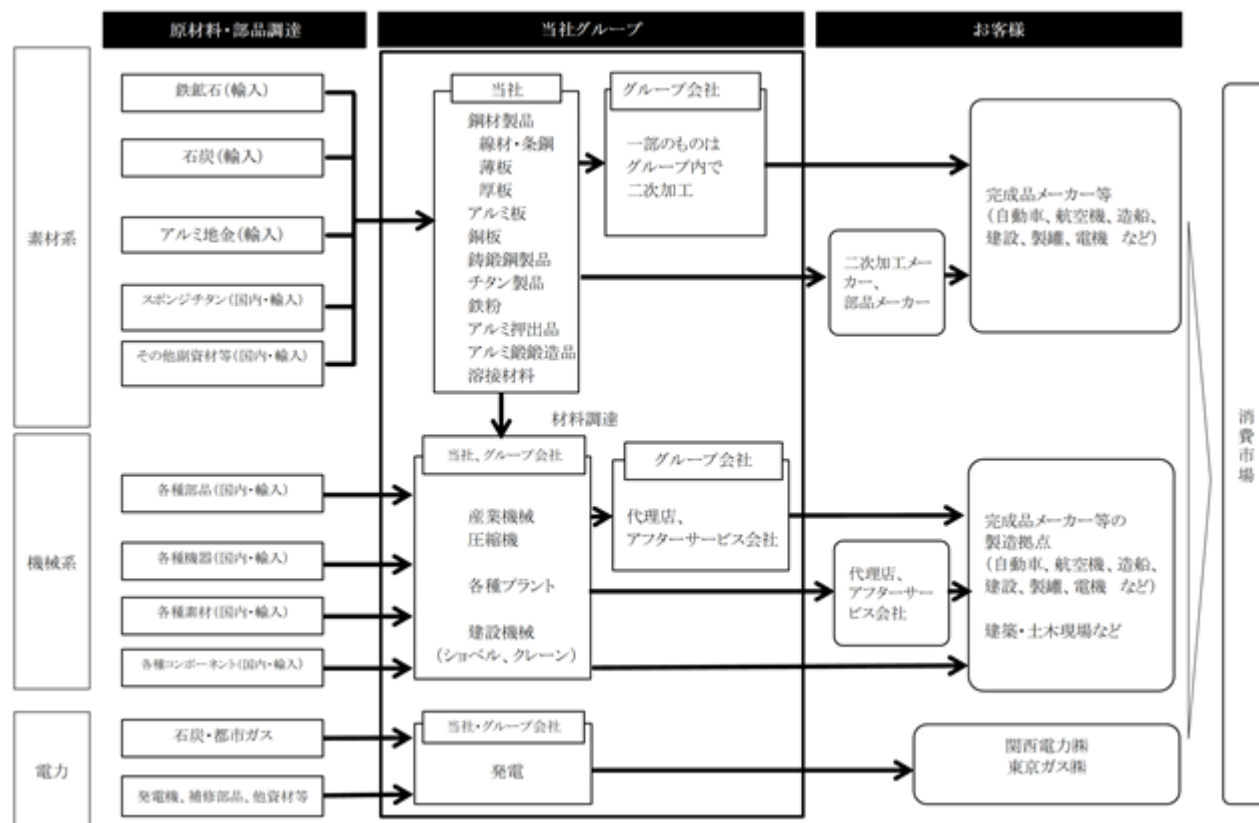 原材料・部品調達
当社グループ
お客様
素材系
鉄鉱石(輸入)
石炭(輸入)
アルミ地金(輸入)
スポンジチタン(国内・輸入)
その他副資材等(国内・輸入)
当社
鋼材製品
線材・条鋼
薄板
厚板
アルミ板
銅板
鋳鍛鋼製品
チタン製品
鉄粉
アルミ押出品
アルミ鍛鍛造品
溶接材料
グループ会社
一部のものは
グループ内で
二次加工
二次加工メー
カー、
部品メーカー
完成品メーカー等
(自動車、航空機、造船、
建設、製罐、電機 など)
材料調達
機械系
各種部品(国内・輸入)
各種機器(国内・輸入)
各種素材(国内・輸入)
各種コンポーネント(国内・輸入)
当社、グループ会社
産業機械
圧縮機
各種プラント
建設機械
(ショベル、クレーン)
グループ会社
代理店、
アフターサービス会社
代理店、
アフターサー
ビス会社
完成品メーカー等の
製造拠点
(自動車、航空機、造船、
建設、製罐、電機 など)
建築・土木現場など
電力
石炭・都市ガス
発電機、補修部品、他資材等
当社・グループ会社
発電
関西電力㈱
東京ガス㈱
消費市場